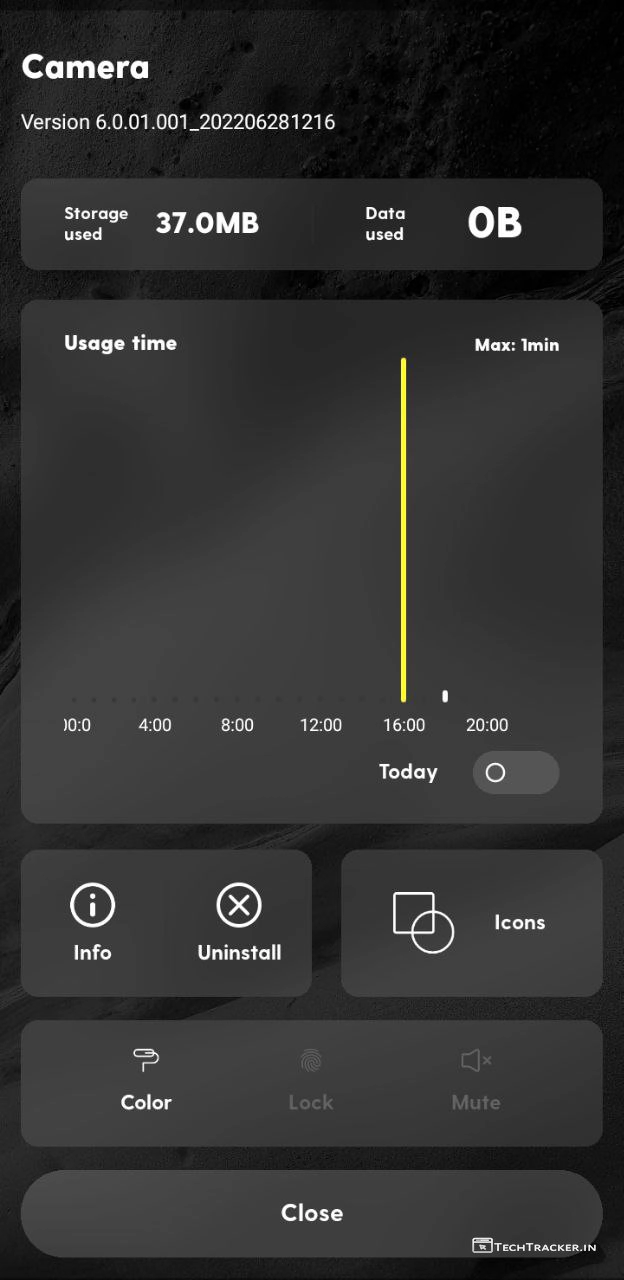 Camera
Version 6.0.01.001_202206281216
Storage used
37.0MB
Data used
0B
Usage time
Max: 1min
00:0
4:00
8:00
12:00
16:00
20:00
Today
Info
Uninstall
Icons
Color
Lock
Mute
Close
TECHTRACKER.IN